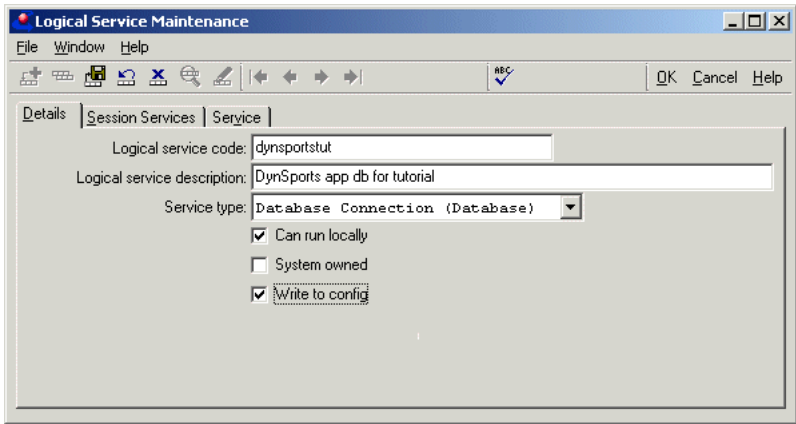 Logical Service Maintenance
File Window Help
ABC OK Cancel Help
Details Session Services Service
Logical service code: dynsportstut
Logical service description: DynSports app db for tutorial
Service type: Database Connection (Database)
Can run locally
System owned
Write to config